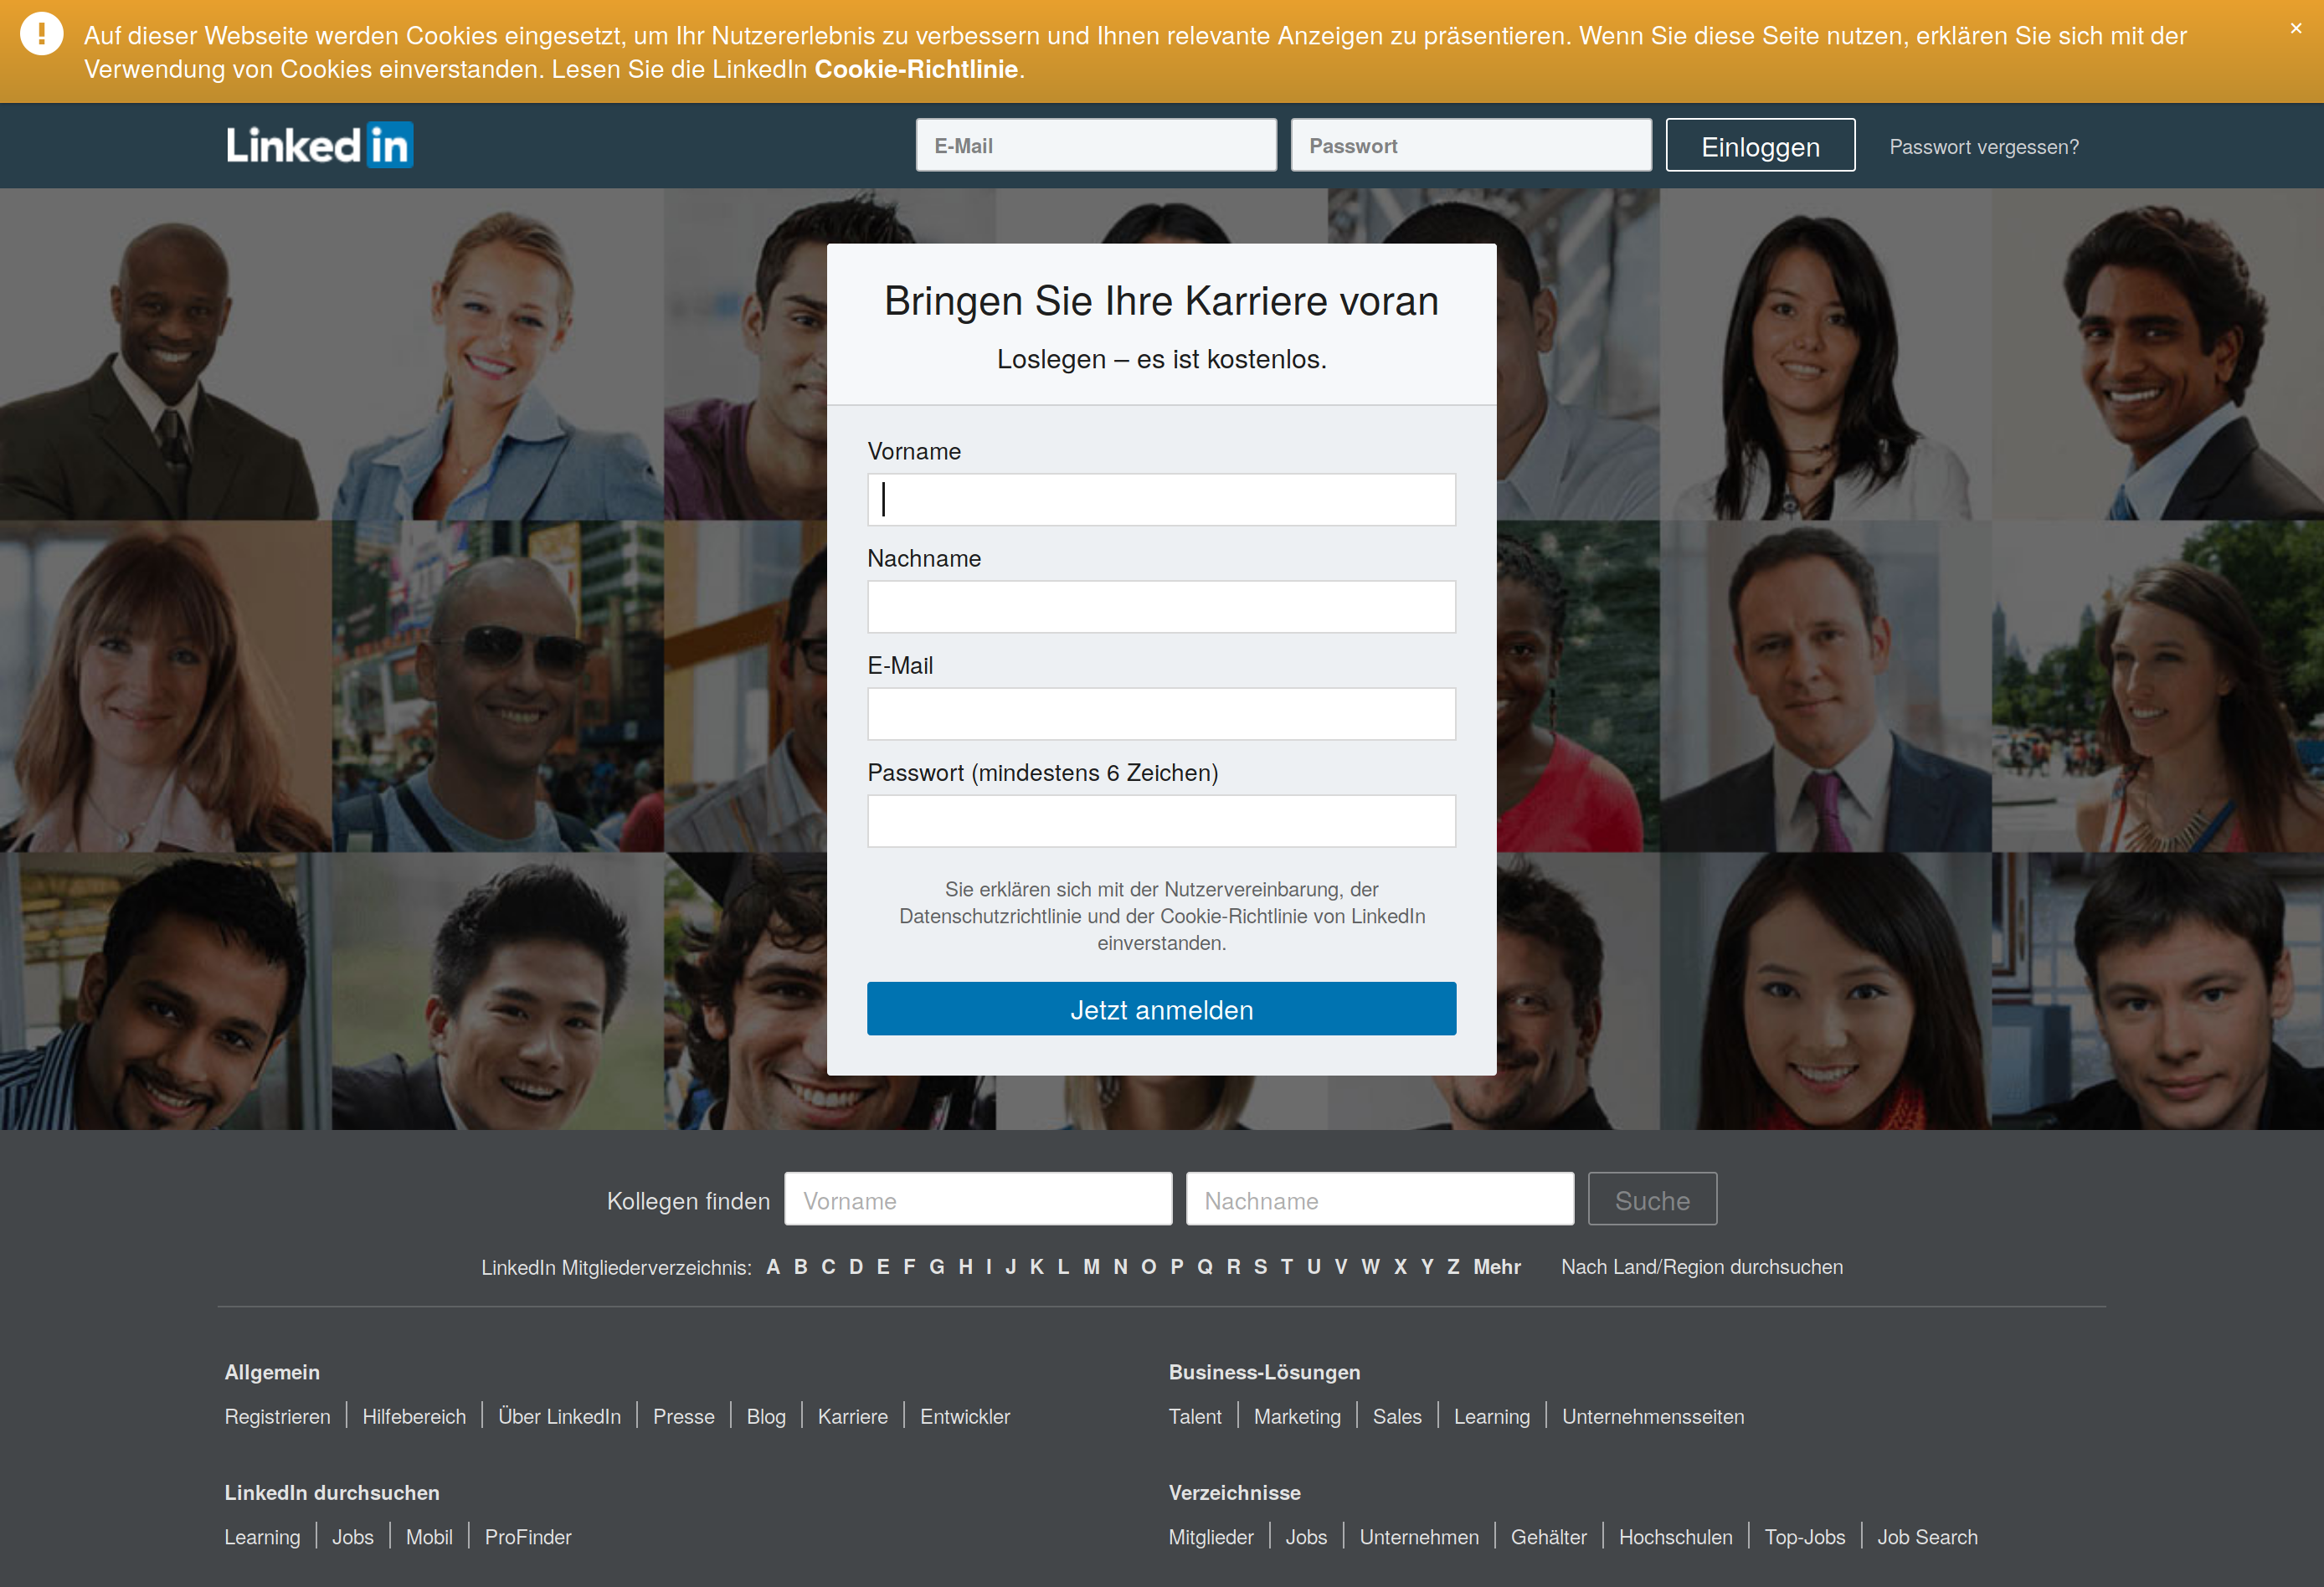 Auf dieser Webseite werden Cookies eingesetzt, um Ihr Nutzererlebnis zu verbessern und Ihnen relevante Anzeigen zu präsentieren. Wenn Sie diese Seite nutzen, erklären Sie sich mit der
Verwendung von Cookies einverstanden. Lesen Sie die LinkedIn Cookie-Richtlinie.
×
Linked in
E-Mail
Passwort
Einloggen
Passwort vergessen?
Bringen Sie Ihre Karriere voran
Loslegen – es ist kostenlos.
Vorname
Nachname
E-Mail
Passwort (mindestens 6 Zeichen)
Sie erklären sich mit der Nutzervereinbarung, der
Datenschutzrichtlinie und der Cookie-Richtlinie von LinkedIn
einverstanden.
Jetzt anmelden
Kollegen finden Vorname Nachname Suche
LinkedIn Mitgliederverzeichnis: A B C D E F G H I J K L M N O P Q R S T U V W X Y Z Mehr Nach Land/Region durchsuchen
Allgemein
Registrieren Hilfebereich Über LinkedIn Presse Blog Karriere Entwickler
Business-Lösungen
Talent Marketing Sales Learning Unternehmensseiten
LinkedIn durchsuchen
Learning Jobs Mobil ProFinder
Verzeichnisse
Mitglieder Jobs Unternehmen Gehälter Hochschulen Top-Jobs Job Search